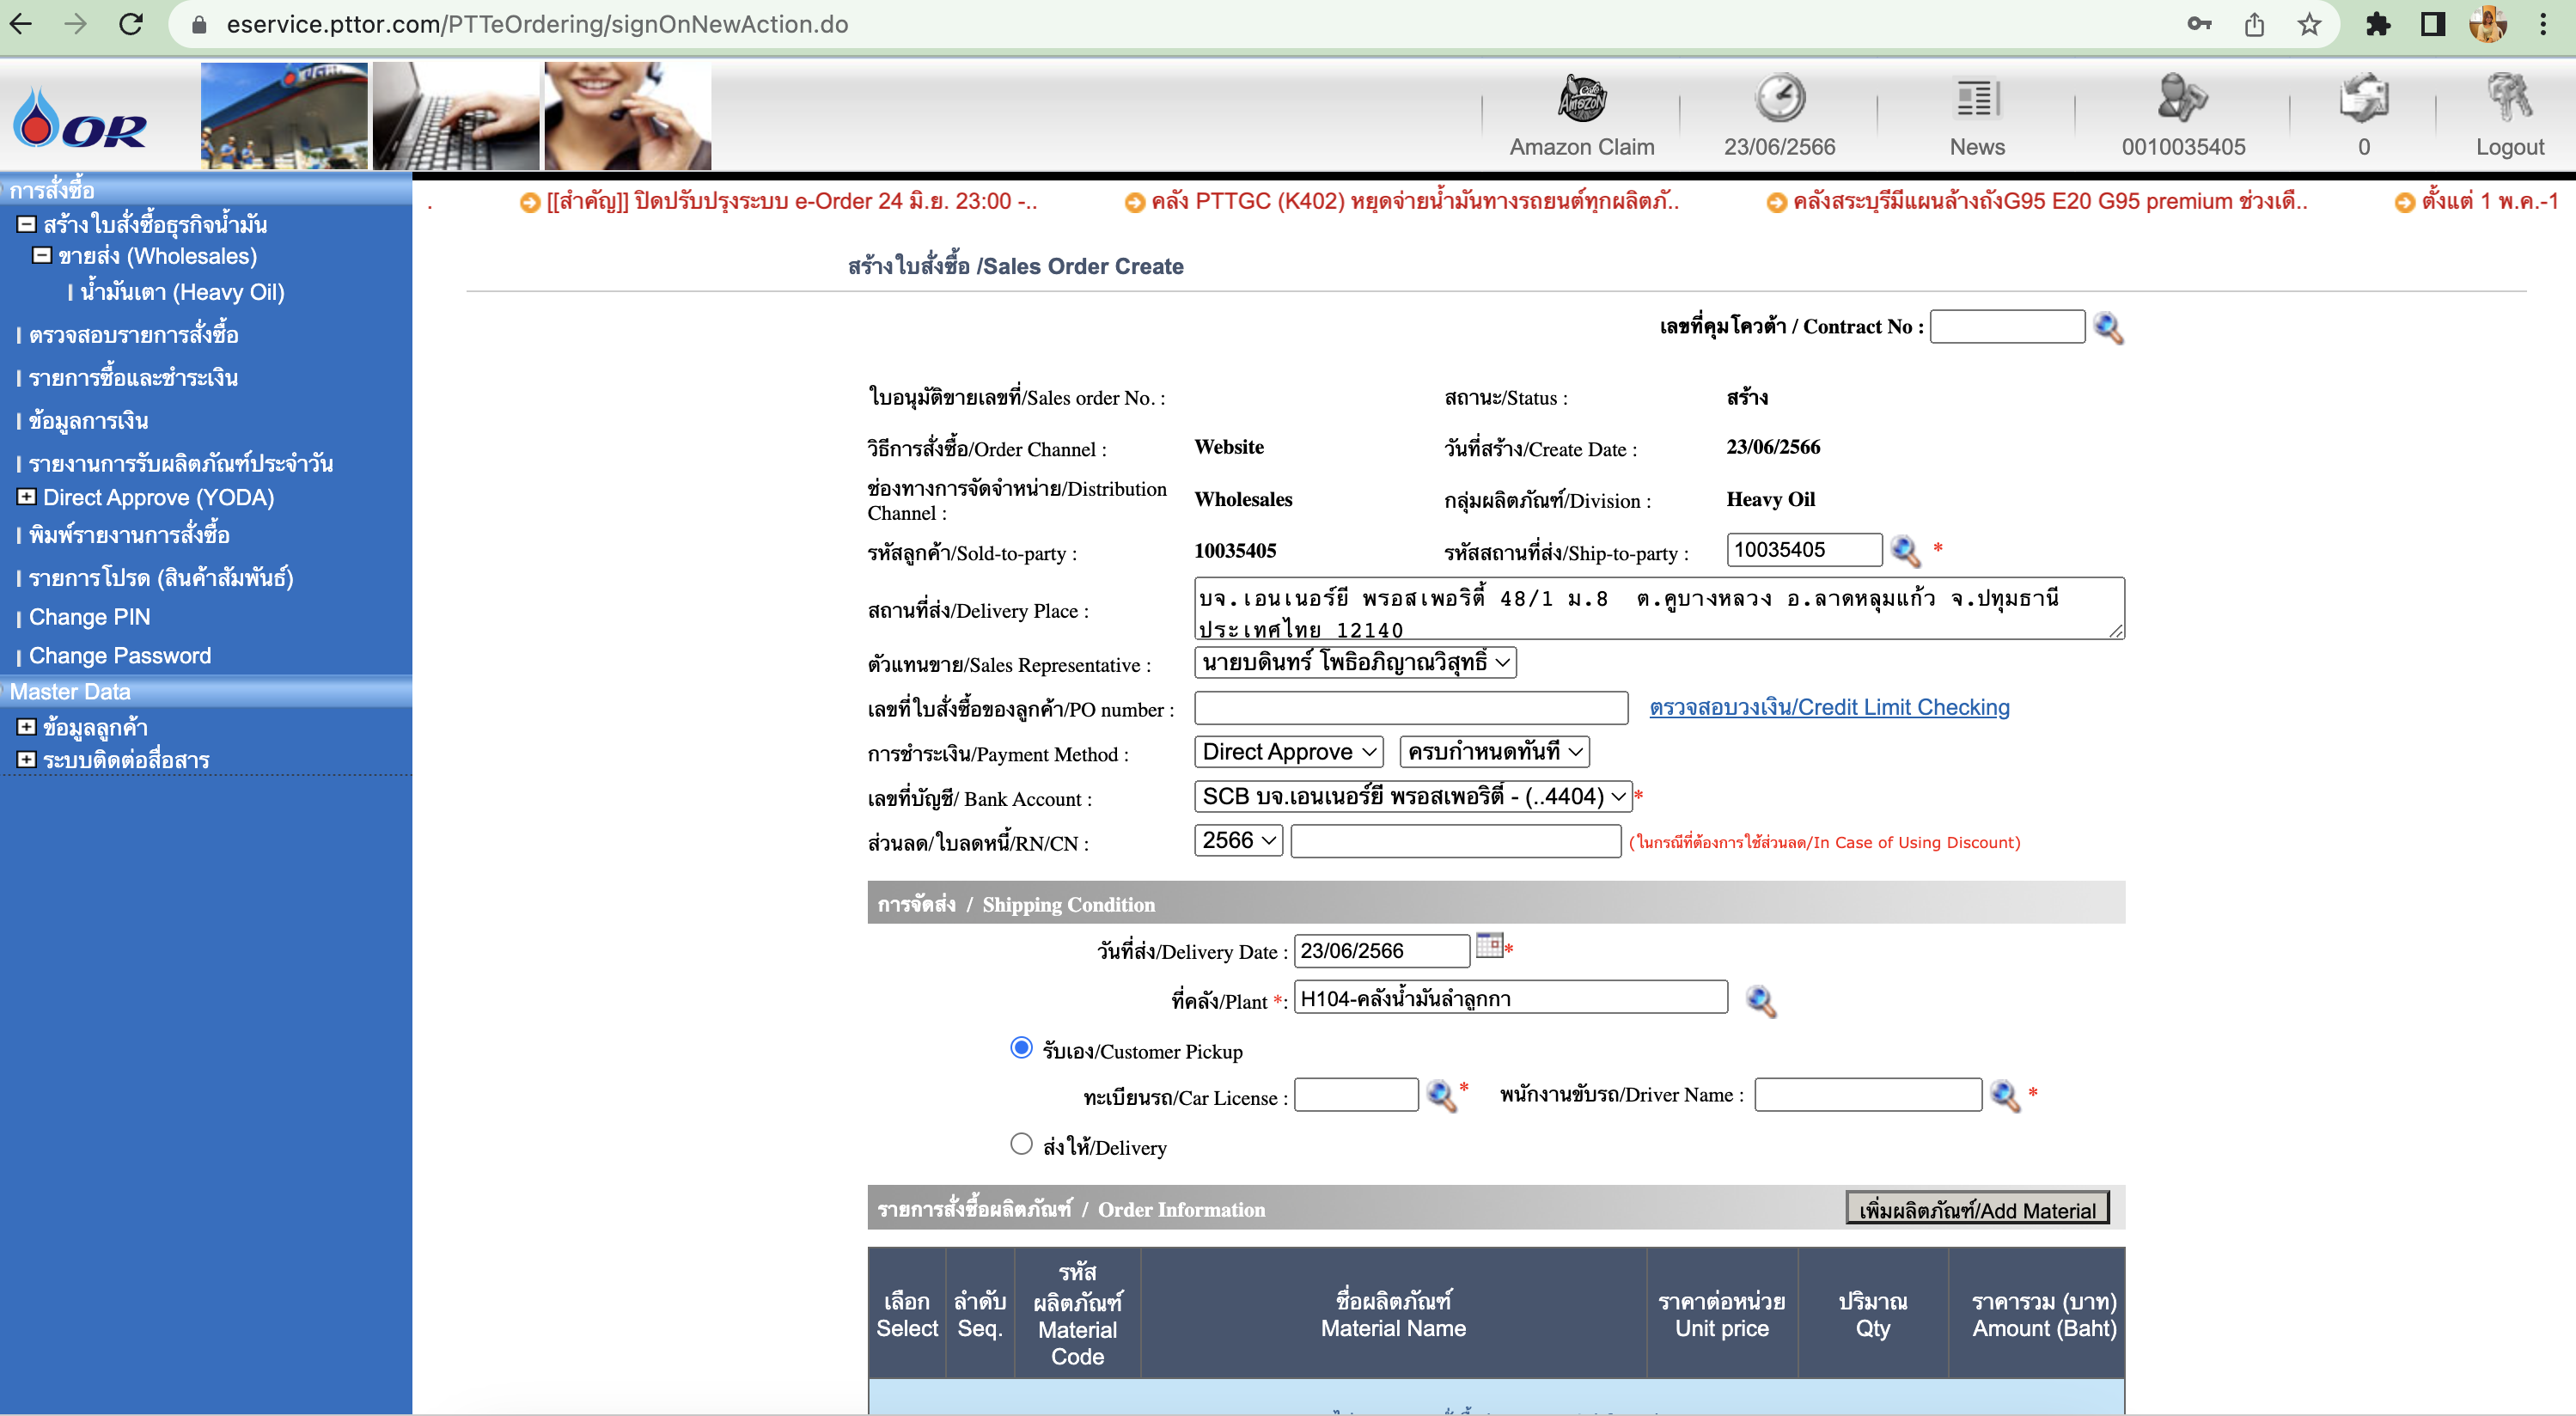 eservice.pttor.com/PTTeOrdering/signOnNewAction.do
OR
Café Amazon
Amazon Claim
23/06/2566
News
0010035405
0
Logout
การสั่งซื้อ
สร้างใบสั่งซื้อธุรกิจน้ำมัน
ขายส่ง (Wholesales)
น้ำมันเตา (Heavy Oil)
ตรวจสอบรายการสั่งซื้อ
รายการซื้อและชำระเงิน
ข้อมูลการเงิน
รายงานการรับผลิตภัณฑ์ประจำวัน
Direct Approve (YODA)
พิมพ์รายงานการสั่งซื้อ
รายการโปรด (สินค้าสัมพันธ์)
Change PIN
Change Password
Master Data
ข้อมูลลูกค้า
ระบบติดต่อสื่อสาร
. [[สำคัญ]] ปิดปรับปรุงระบบ e-Order 24 มิ.ย. 23:00 -.. คลัง PTTGC (K402) หยุดจ่ายน้ำมันทางรถยนต์ทุกผลิตภั.. คลังสระบุรีมีแผนล้างถังG95 E20 G95 premium ช่วงเดื.. ตั้งแต่ 1 พ.ค.-1
สร้างใบสั่งซื้อ /Sales Order Create
เลขที่คุมโควต้า / Contract No :
ใบอนุมัติขายเลขที่/Sales order No. : สถานะ/Status : สร้าง
วิธีการสั่งซื้อ/Order Channel : Website วันที่สร้าง/Create Date : 23/06/2566
ช่องทางการจัดจำหน่าย/Distribution
Channel : Wholesales กลุ่มผลิตภัณฑ์/Division : Heavy Oil
รหัสลูกค้า/Sold-to-party : 10035405 รหัสสถานที่ส่ง/Ship-to-party : 10035405 *
สถานที่ส่ง/Delivery Place : บจ.เอนเนอร์ยี พรอสเพอริตี้ 48/1 ม.8 ต.คูบางหลวง อ.ลาดหลุมแก้ว จ.ปทุมธานี
ประเทศไทย 12140
ตัวแทนขาย/Sales Representative : นายบดินทร์ โพธิอภิญาณวิสุทธิ์
เลขที่ใบสั่งซื้อของลูกค้า/PO number : ตรวจสอบวงเงิน/Credit Limit Checking
การชำระเงิน/Payment Method : Direct Approve ครบกำหนดทันที
เลขที่บัญชี/ Bank Account : SCB บจ.เอนเนอร์ยี พรอสเพอริตี้ - (..4404) *
ส่วนลด/ใบลดหนี้/RN/CN : 2566 (ในกรณีที่ต้องการใช้ส่วนลด/In Case of Using Discount)
การจัดส่ง / Shipping Condition
วันที่ส่ง/Delivery Date : 23/06/2566 *
ที่คลัง/Plant *: H104-คลังน้ำมันลำลูกกา
รับเอง/Customer Pickup
ทะเบียนรถ/Car License : * พนักงานขับรถ/Driver Name : *
ส่งให้/Delivery
รายการสั่งซื้อผลิตภัณฑ์ / Order Information เพิ่มผลิตภัณฑ์/Add Material
เลือก
Select
ลำดับ
Seq.
รหัส
ผลิตภัณฑ์
Material
Code
ชื่อผลิตภัณฑ์
Material Name
ราคาต่อหน่วย
Unit price
ปริมาณ
Qty
ราคารวม (บาท)
Amount (Baht)